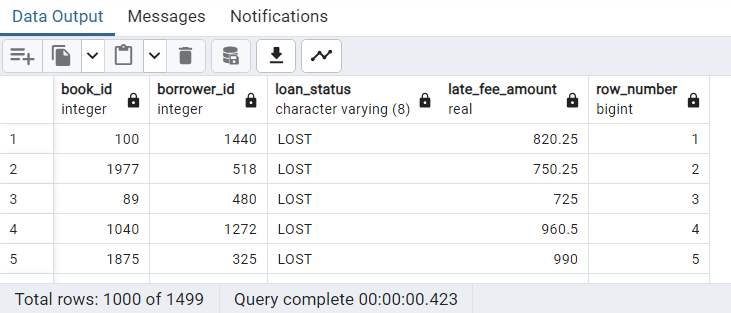 Data Output Messages Notifications
book_id borrower_id loan_status late_fee_amount row_number
integer integer character varying (8) real bigint
1 100 1440 LOST 820.25 1
2 1977 518 LOST 750.25 2
3 89 480 LOST 725 3
4 1040 1272 LOST 960.5 4
5 1875 325 LOST 990 5
Total rows: 1000 of 1499 Query complete 00:00:00.423